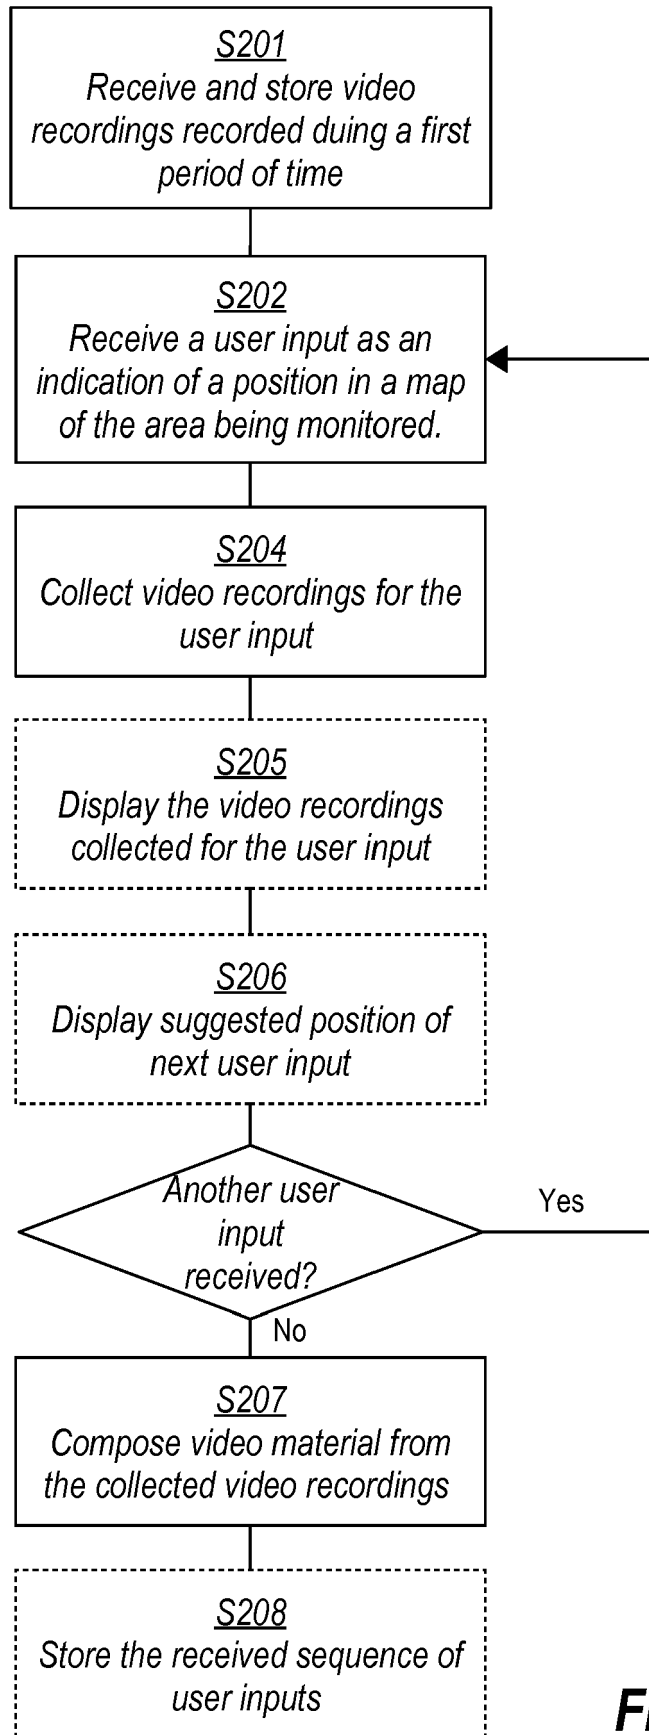 S201
Receive and store video
recordings recorded duing a first
period of time
S202
Receive a user input as an
indication of a position in a map
of the area being monitored.
S204
Collect video recordings for the
user input
S205
Display the video recordings
collected for the user input
S206
Display suggested position of
next user input
Another user
input
received?
Yes
No
S207
Compose video material from
the collected video recordings
S208
Store the received sequence of
user inputs